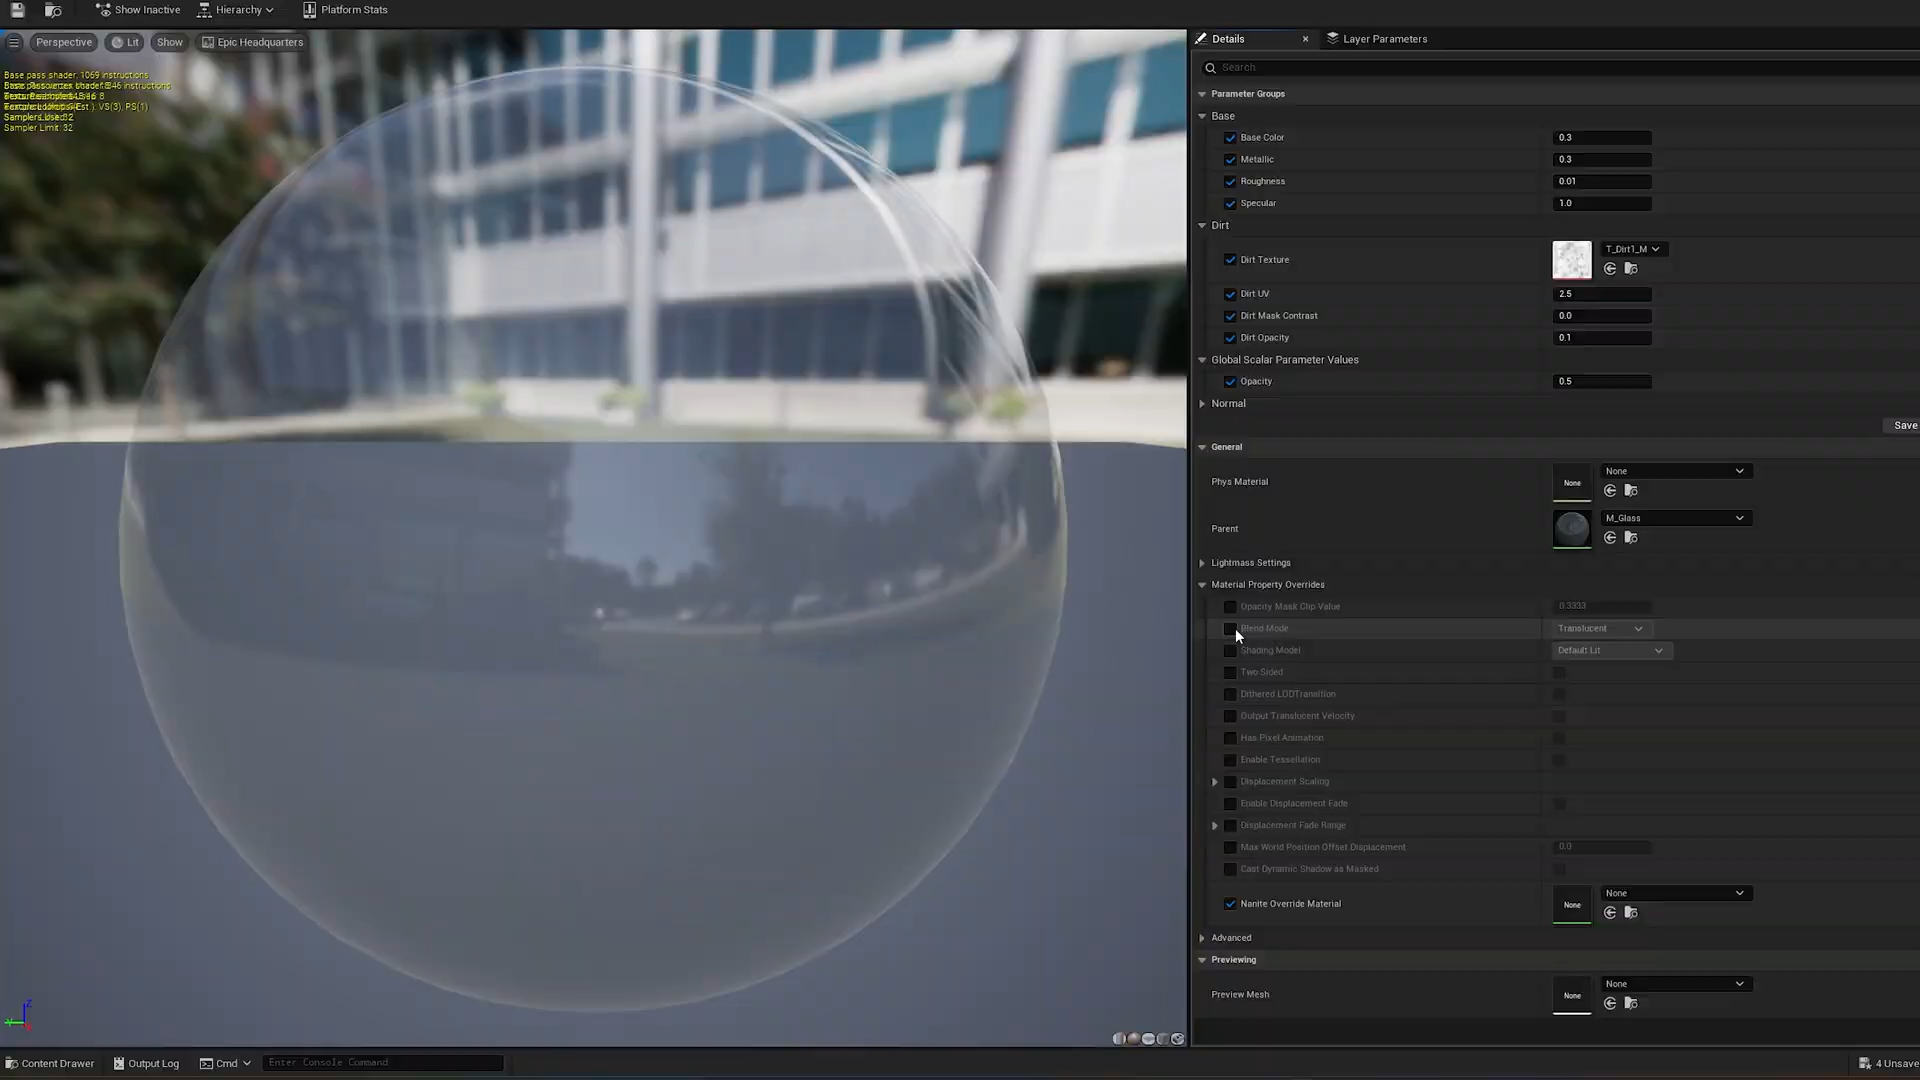 Show Inactive Hierarchy Platform Stats
Perspective Lit Show Epic Headquarters
Base pass shader: 1069 instructions
Sampler Limit: 32
Details × Layer Parameters
Search
Parameter Groups
Base
Base Color 0.3
Metallic 0.3
Roughness 0.01
Specular 1.0
Dirt
Dirt Texture T_Dirt1_M
Dirt UV 2.5
Dirt Mask Contrast 0.0
Dirt Opacity 0.1
Global Scalar Parameter Values
Opacity 0.5
Normal
Save
General
Phys Material None None
Parent M_Glass
Lightmass Settings
Material Property Overrides
Opacity Mask Clip Value 0.3333
Blend Mode Translucent
Shading Model Default Lit
Two Sided
Dithered LODTransition
Output Translucent Velocity
Has Pixel Animation
Enable Tessellation
Displacement Scaling
Enable Displacement Fade
Displacement Fade Range
Max World Position Offset Displacement 0.0
Cast Dynamic Shadow as Masked
Nanite Override Material None None
Advanced
Previewing
Preview Mesh None None
Z
Content Drawer Output Log Cmd Enter Console Command 4 Unsave